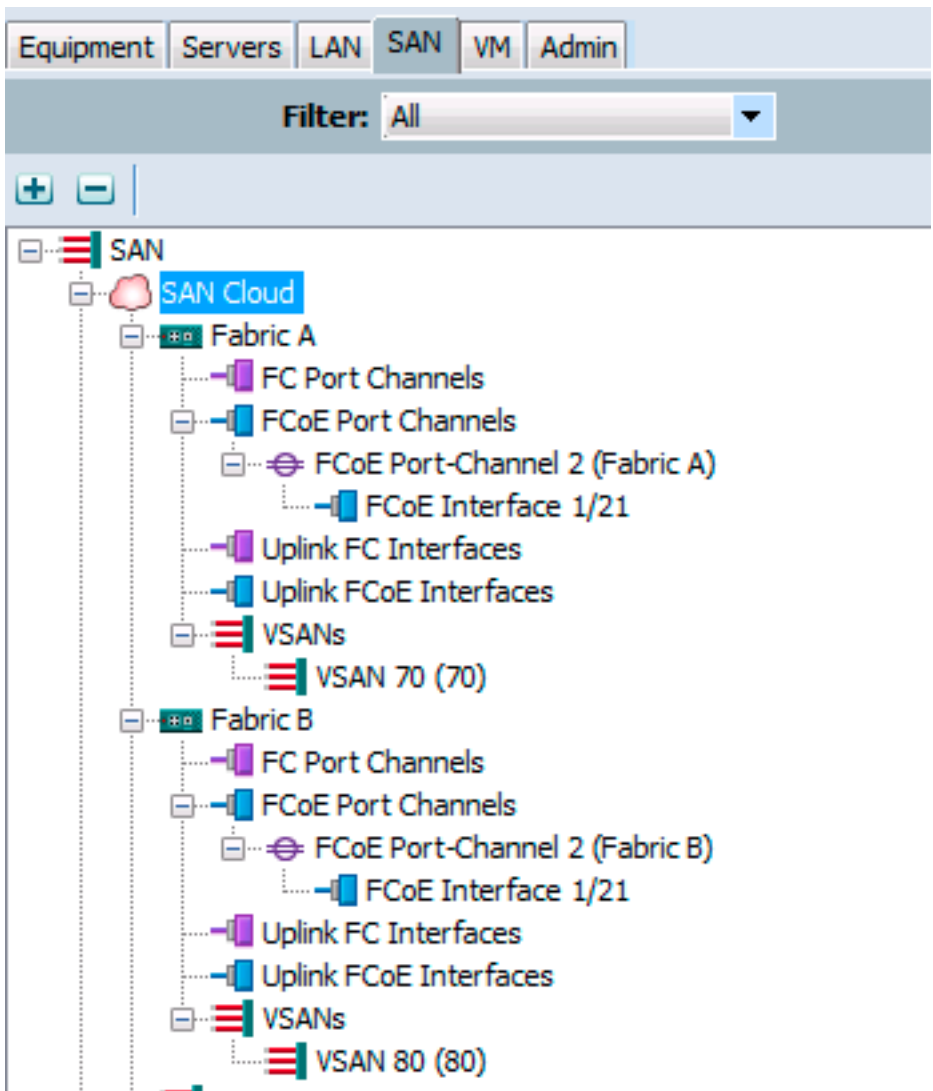 Equipment Servers LAN SAN VM Admin
Filter: All
SAN
SAN Cloud
Fabric A
FC Port Channels
FCoE Port Channels
FCoE Port-Channel 2 (Fabric A)
FCoE Interface 1/21
Uplink FC Interfaces
Uplink FCoE Interfaces
VSANs
VSAN 70 (70)
Fabric B
FC Port Channels
FCoE Port Channels
FCoE Port-Channel 2 (Fabric B)
FCoE Interface 1/21
Uplink FC Interfaces
Uplink FCoE Interfaces
VSANs
VSAN 80 (80)